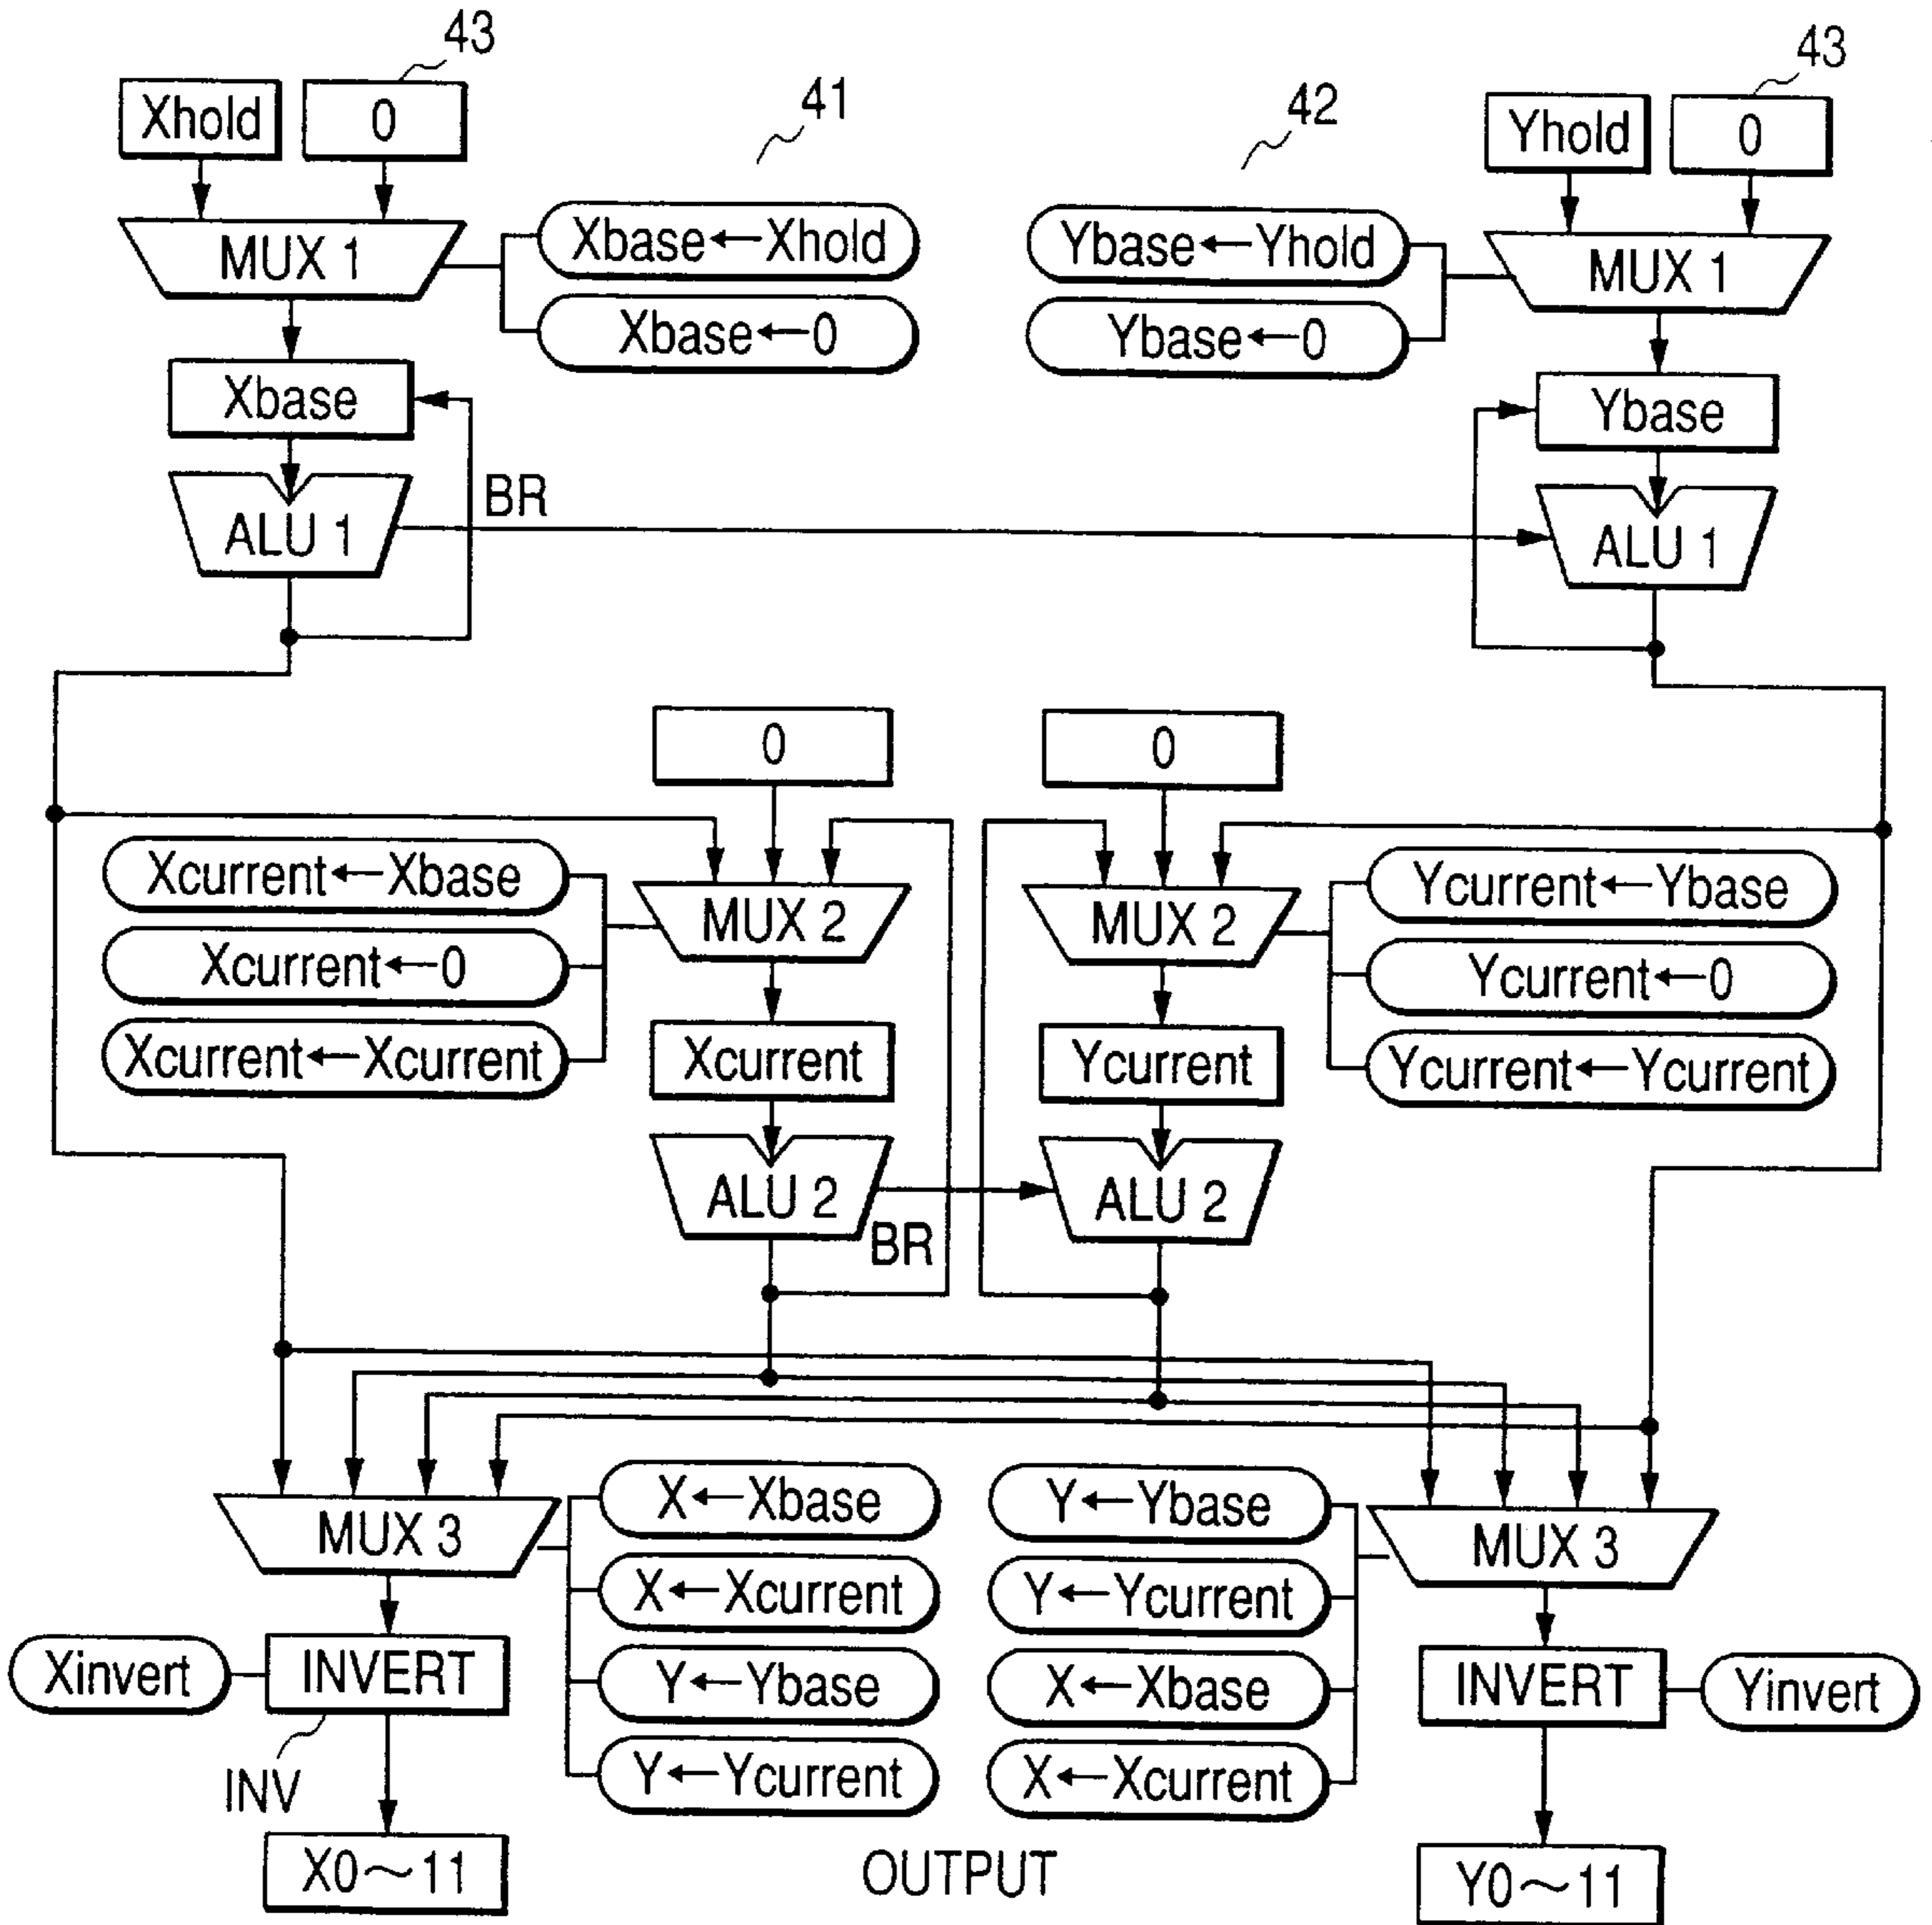 43
43
41
42
Xhold
0
Yhold
0
MUX 1
Xbase←Xhold
Ybase←Yhold
MUX 1
Xbase←0
Ybase←0
Xbase
Ybase
BR
ALU 1
ALU 1
0
0
Xcurrent←Xbase
MUX 2
MUX 2
Ycurrent←Ybase
Xcurrent←0
Ycurrent←0
Xcurrent←Xcurrent
Xcurrent
Ycurrent
Ycurrent←Ycurrent
ALU 2
ALU 2
BR
X←Xbase
Y←Ybase
MUX 3
MUX 3
X←Xcurrent
Y←Ycurrent
Xinvert
INVERT
Y←Ybase
X←Xbase
INVERT
Yinvert
INV
Y←Ycurrent
X←Xcurrent
X0～11
OUTPUT
Y0～11